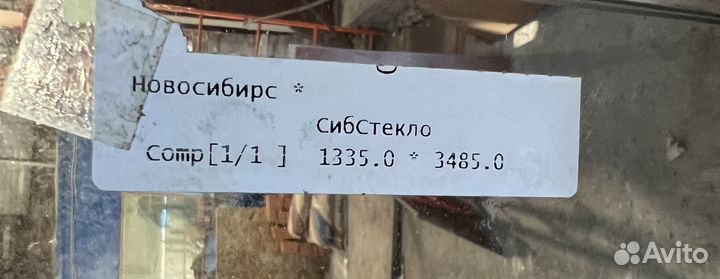 Новосибирс *
СибСтекло
Comp[1/1 ] 1335.0 * 3485.0
Avito